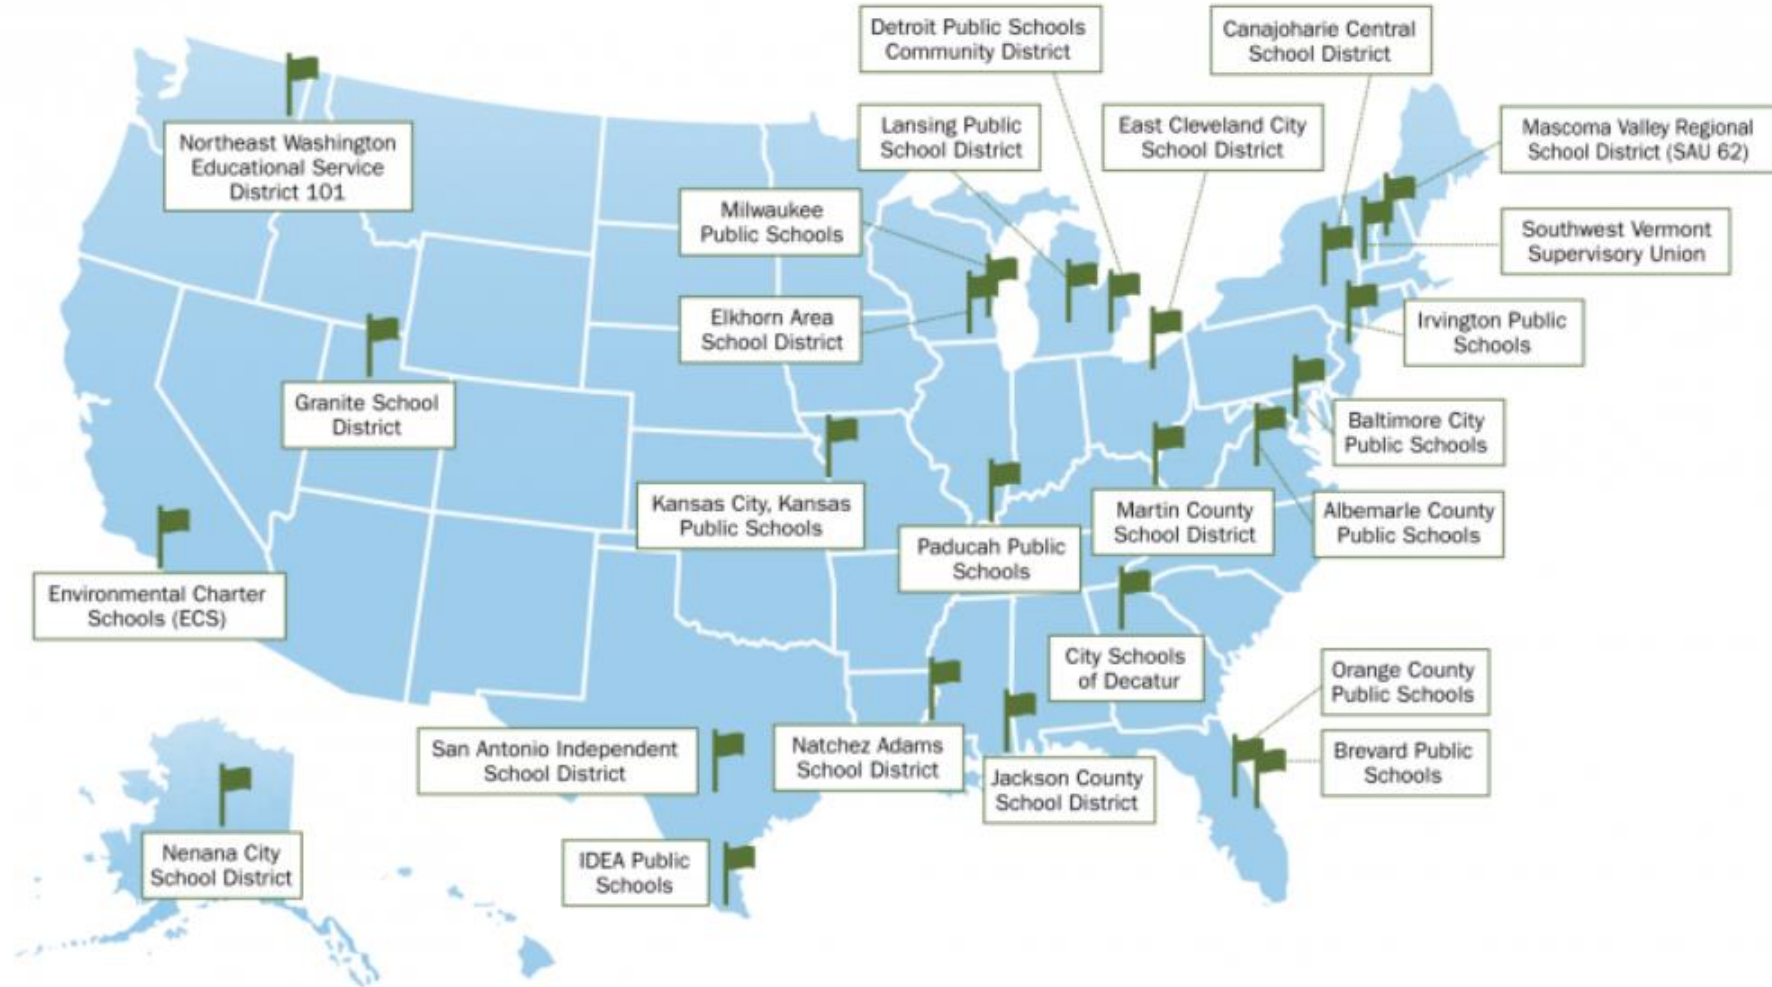 Detroit Public Schools
Community District
Canajoharie Central
School District
Lansing Public
School District
East Cleveland City
School District
Mascoma Valley Regional
School District (SAU 62)
Northeast Washington
Educational Service
District 101
Milwaukee
Public Schools
Southwest Vermont
Supervisory Union
Elkhorn Area
School District
Irvington Public
Schools
Granite School
District
Baltimore City
Public Schools
Kansas City, Kansas
Public Schools
Martin County
School District
Albemarle County
Public Schools
Paducah Public
Schools
Environmental Charter
Schools (ECS)
City Schools
of Decatur
Orange County
Public Schools
San Antonio Independent
School District
Natchez Adams
School District
Jackson County
School District
Brevard Public
Schools
Nenana City
School District
IDEA Public
Schools